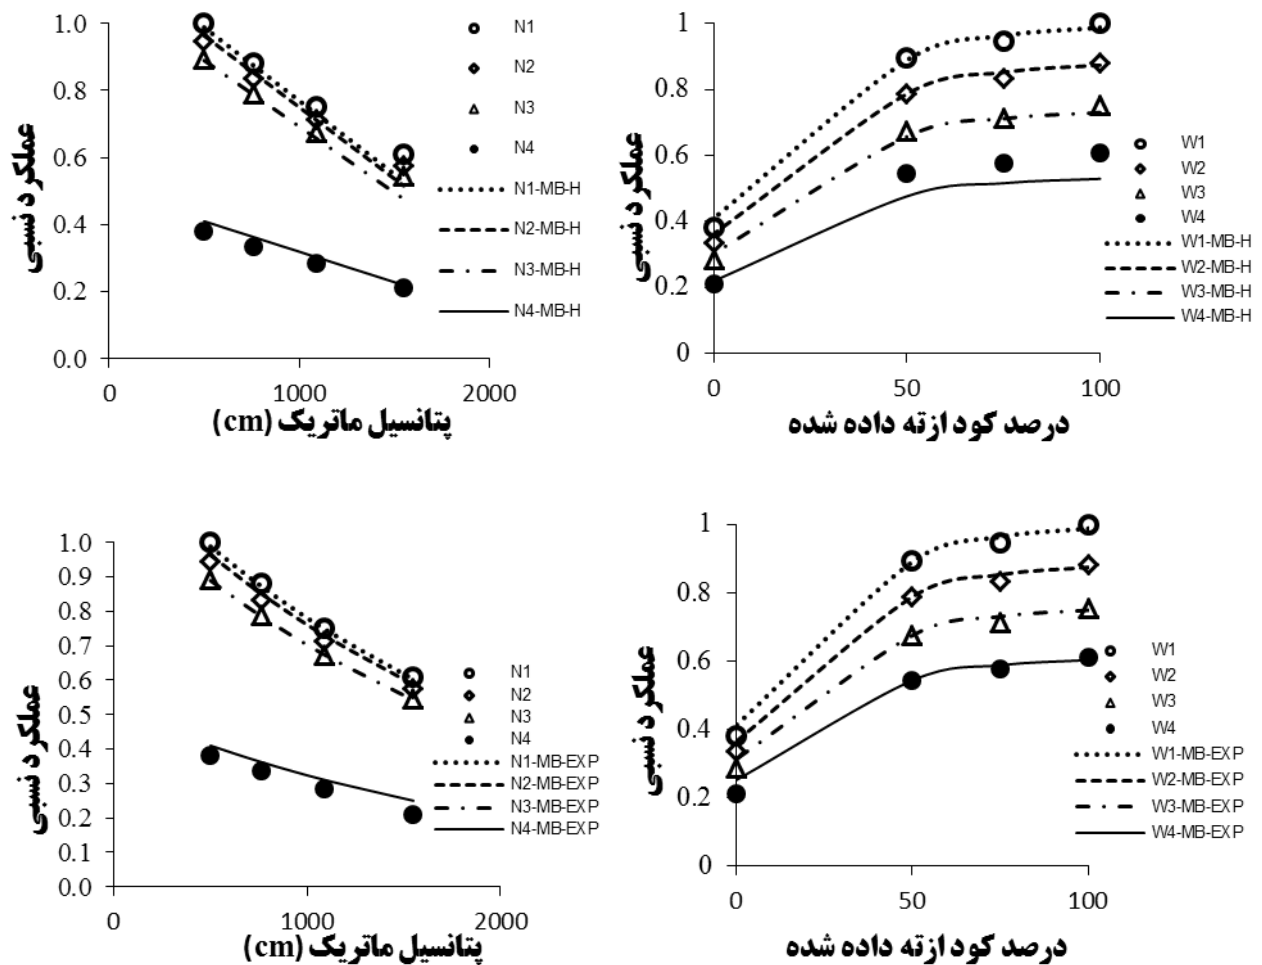 1.0
0.8
0.6
0.4
0.2
0.0
0
1000
2000
عملکرد نسبی
پتانسیل ماتریک (cm)
N1
N2
N3
N4
N1-MB-H
N2-MB-H
N3-MB-H
N4-MB-H
1
0.8
0.6
0.4
0.2
0
0
50
100
عملکرد نسبی
درصد کود ازته داده شده
W1
W2
W3
W4
W1-MB-H
W2-MB-H
W3-MB-H
W4-MB-H
1.0
0.9
0.8
0.7
0.6
0.5
0.4
0.3
0.2
0.1
0.0
0
1000
2000
عملکرد نسبی
پتانسیل ماتریک (cm)
N1
N2
N3
N4
N1-MB-EXP
N2-MB-EXP
N3-MB-EXP
N4-MB-EXP
1
0.8
0.6
0.4
0.2
0
0
50
100
عملکرد نسبی
درصد کود ازته داده شده
W1
W2
W3
W4
W1-MB-EXP
W2-MB-EXP
W3-MB-EXP
W4-MB-EXP